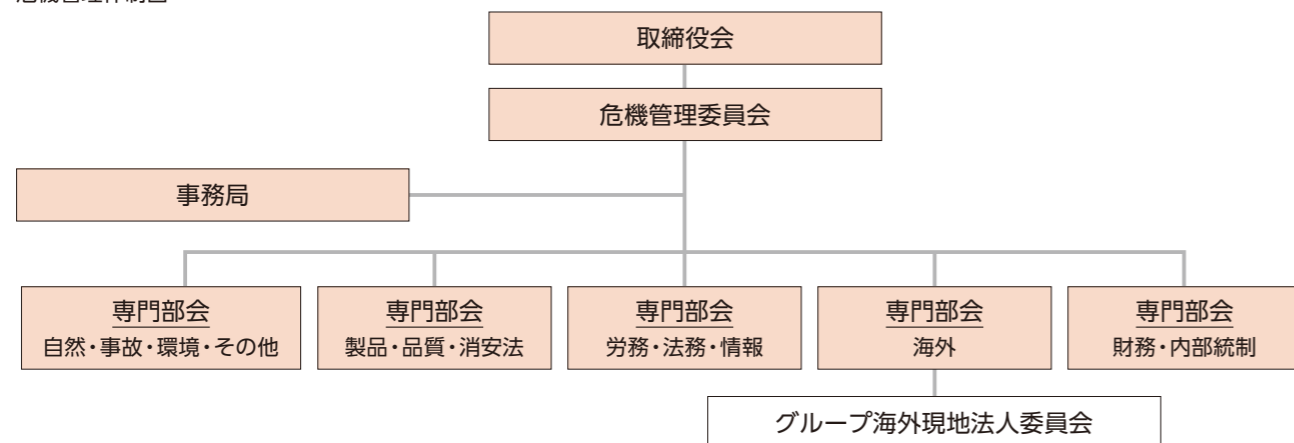 取締役会
危機管理委員会
事務局
専門部会
自然・事故・環境・その他
専門部会
製品・品質・消安法
専門部会
労務・法務・情報
専門部会
海外
専門部会
財務・内部統制
グループ海外現地法人委員会